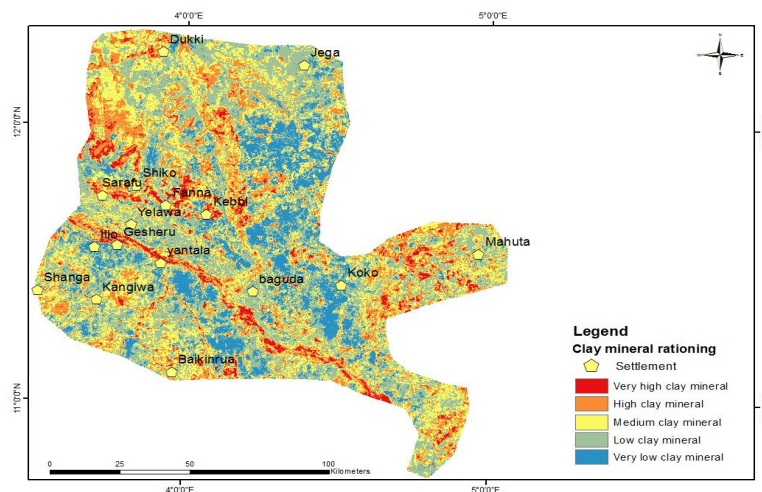 4°0'0"E
5°0'0"E
Dukki
Jega
12°0'0"N
Shiko
Sarafu
Fanna
Kebbi
Yelawa
Gesheru
Illo
yantala
Mahuta
Shanga
Kangiwa
baguda
Koko
Baikinrua
11°0'0"N
Legend
Clay mineral rationing
Settlement
Very high clay mineral
High clay mineral
Medium clay mineral
Low clay mineral
Very low clay mineral
0 25 50 100
Kilometers
4°0'0"E
5°0'0"E